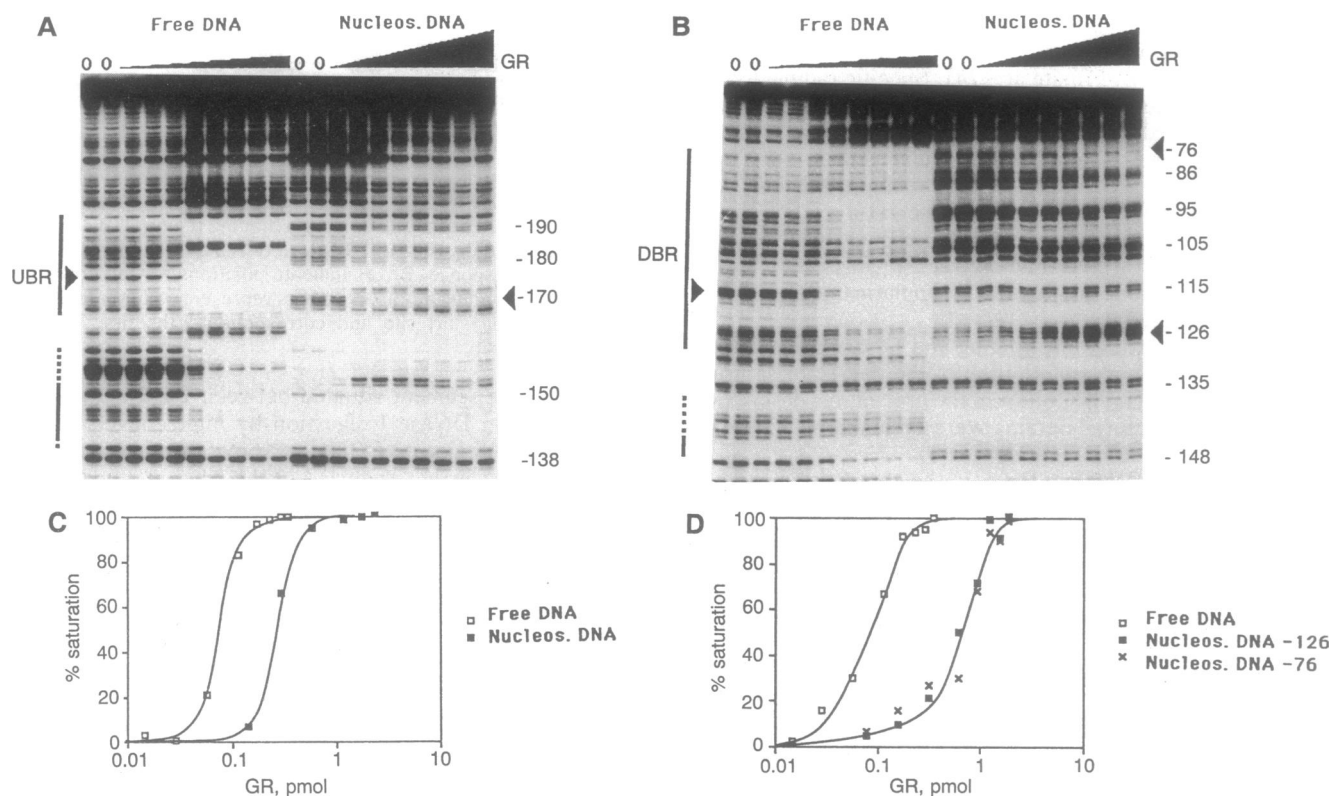 A
Free DNA
Nucleos. DNA
0 0
0 0
GR
UBR
-190
-180
-170
-150
-138
B
Free DNA
Nucleos. DNA
0 0
0 0
GR
DBR
-76
-86
-95
-105
-115
-126
-135
-148
C
% saturation
100
80
60
40
20
0
0.01
0.1
1
10
GR, pmol
Free DNA
Nucleos. DNA
D
% saturation
100
80
60
40
20
0
0.01
0.1
1
10
GR, pmol
Free DNA
Nucleos. DNA -126
Nucleos. DNA -76